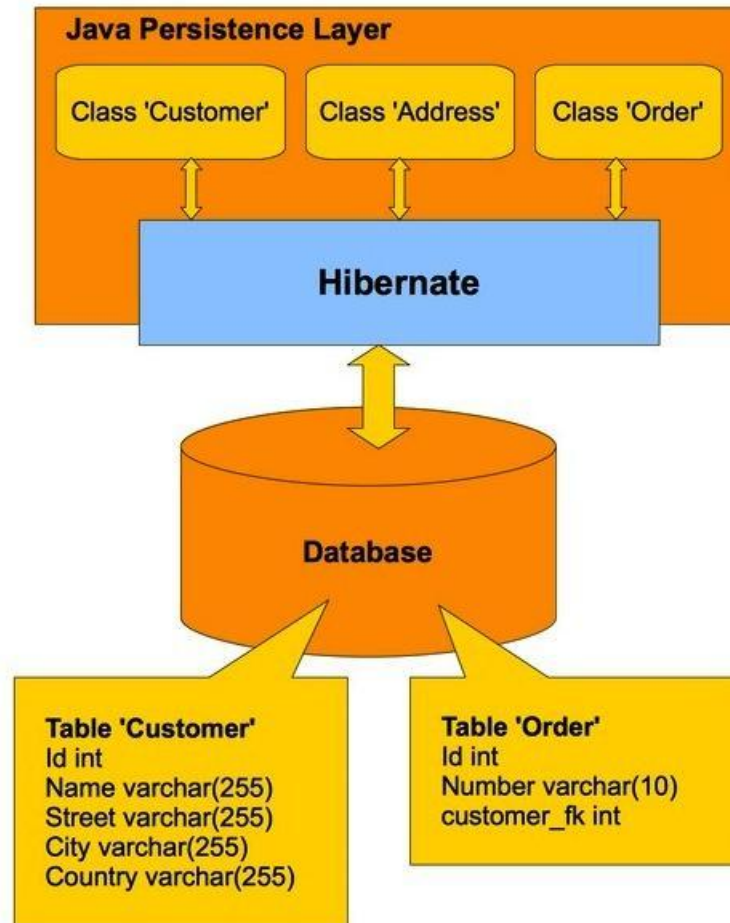 Java Persistence Layer
Class 'Customer'
Class 'Address'
Class 'Order'
Hibernate
Database
Table 'Customer'
Id int
Name varchar(255)
Street varchar(255)
City varchar(255)
Country varchar(255)
Table 'Order'
Id int
Number varchar(10)
customer_fk int